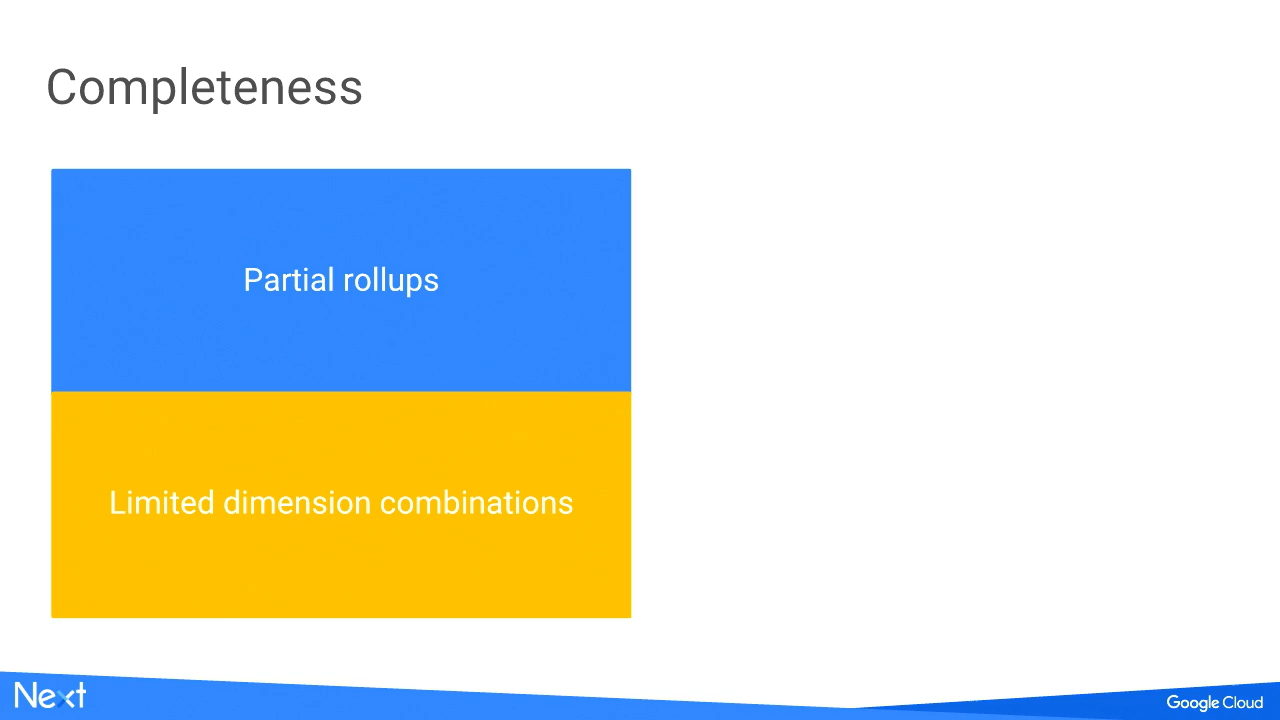 Completeness
Partial rollups
Limited dimension combinations
Next
Google Cloud